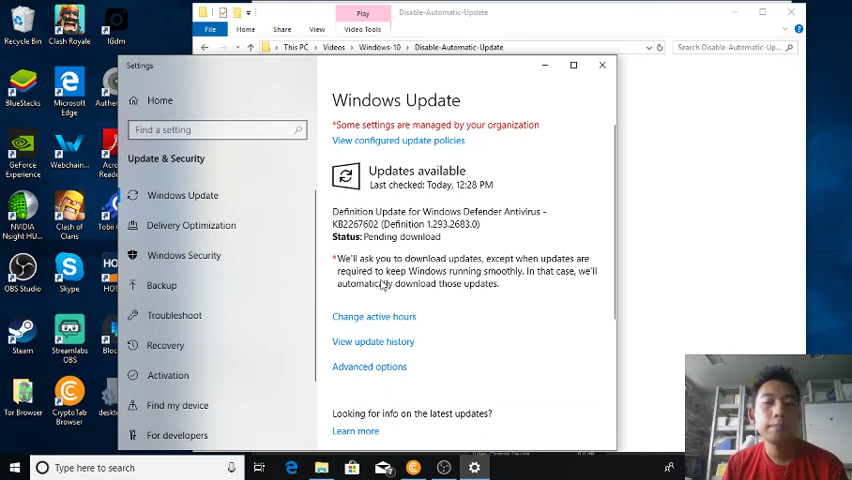 Recycle Bin
Clash Royale
IGdm
BlueStacks
Microsoft
Edge
GeForce
Experience
Webchain...
NVIDIA
Nsight HU...
Clash of
Clans
OBS Studio
Skype
Steam
Streamlabs
OBS
Tor Browser
CryptoTab
Browser
Play
Disable-Automatic-Update
File
Home
Share
View
Video Tools
This PC
Videos
Windows-10
Disable-Automatic-Update
Search Disable-Automatic-Up...
Settings
Home
Find a setting
Update & Security
Windows Update
Delivery Optimization
Windows Security
Backup
Troubleshoot
Recovery
Activation
Find my device
For developers
Windows Update
*Some settings are managed by your organization
View configured update policies
Updates available
Last checked: Today, 12:28 PM
Definition Update for Windows Defender Antivirus -
KB2267602 (Definition 1.293.2683.0)
Status: Pending download
*We'll ask you to download updates, except when updates are
required to keep Windows running smoothly. In that case, we'll
automatically download those updates.
Change active hours
View update history
Advanced options
Looking for info on the latest updates?
Learn more
Type here to search